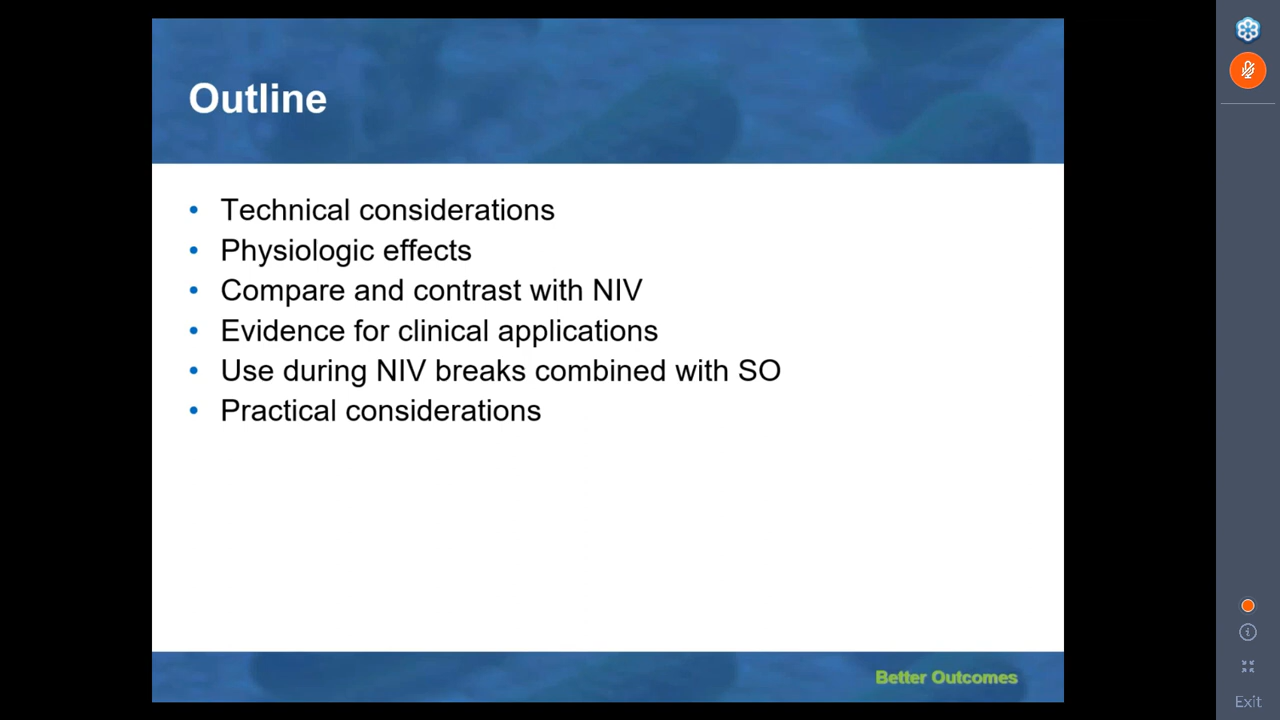 Outline
• Technical considerations
• Physiologic effects
• Compare and contrast with NIV
• Evidence for clinical applications
• Use during NIV breaks combined with SO
• Practical considerations
Better Outcomes
Exit